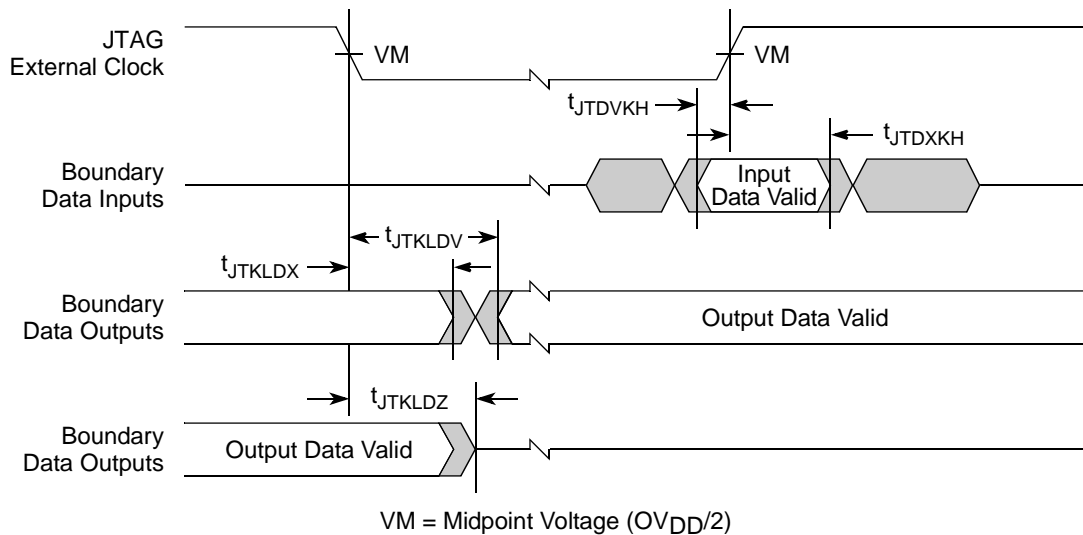 JTAG
External Clock
VM
VM
tJTDVKH
tJTDXKH
Boundary
Data Inputs
Input
Data Valid
tJTKLDV
tJTKLDX
Boundary
Data Outputs
Output Data Valid
tJTKLDZ
Boundary
Data Outputs
Output Data Valid
VM = Midpoint Voltage (OVDD/2)